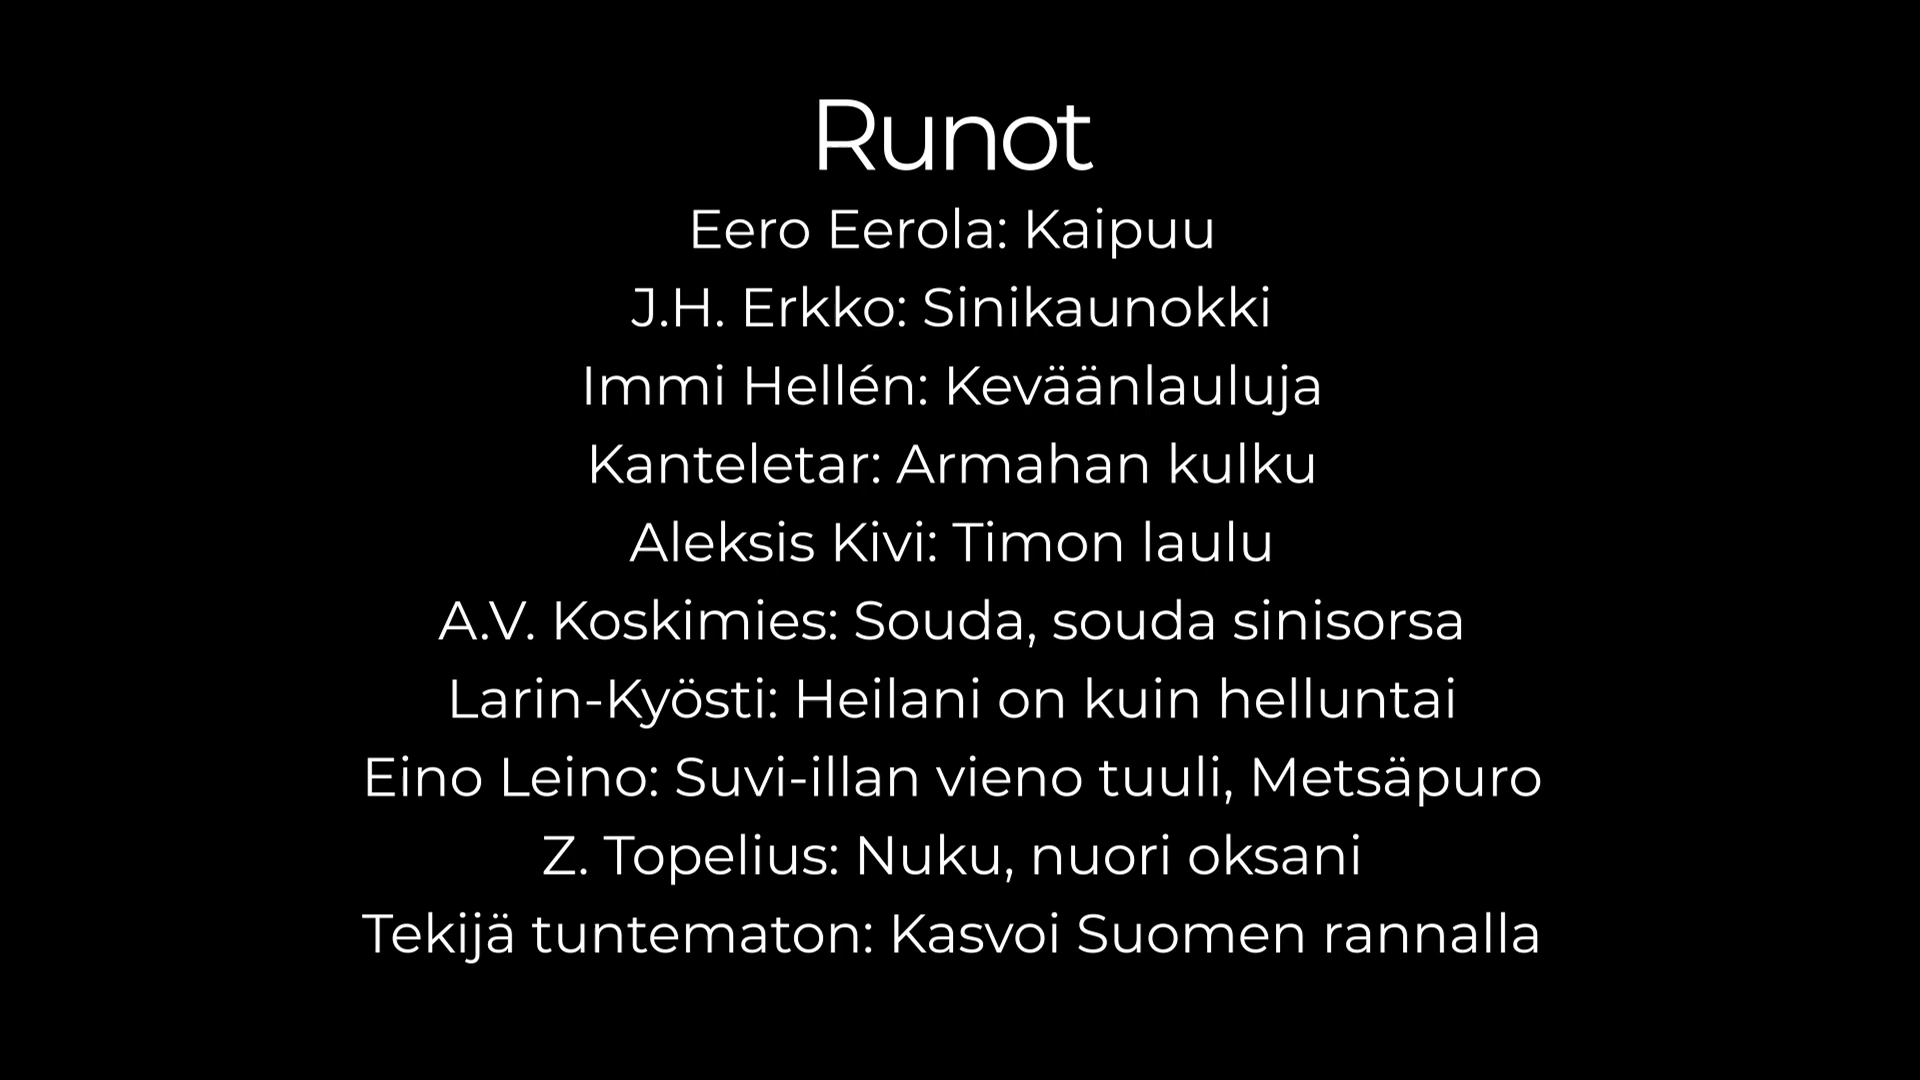 Runot
Eero Eerola: Kaipuu
J.H. Erkko: Sinikaunokki
Immi Hellén: Keväänlauluja
Kanteletar: Armahan kulku
Aleksis Kivi: Timon laulu
A.V. Koskimies: Souda, souda sinisorsa
Larin-Kyösti: Heilani on kuin helluntai
Eino Leino: Suvi-illan vieno tuuli, Metsäpuro
Z. Topelius: Nuku, nuori oksani
Tekijä tuntematon: Kasvoi Suomen rannalla